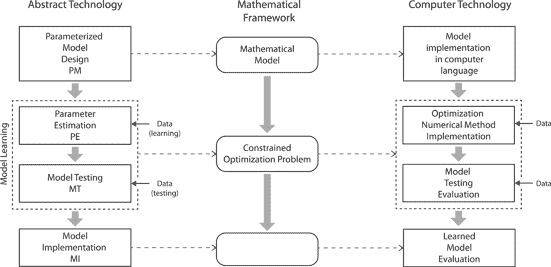 Abstract Technology
Mathematical
Framework
Computer Technology
Parameterized
Model
Design
PM
Mathematical
Model
Model
implementation
in computer
language
Model Learning
Parameter
Estimation
PE
Data
(learning)
Model Testing
MT
Data
(testing)
Constrained
Optimization Problem
Optimization
Numerical Method
Implementation
Data
Model
Testing
Evaluation
Data
Model
Implementation
MI
Learned
Model
Evaluation